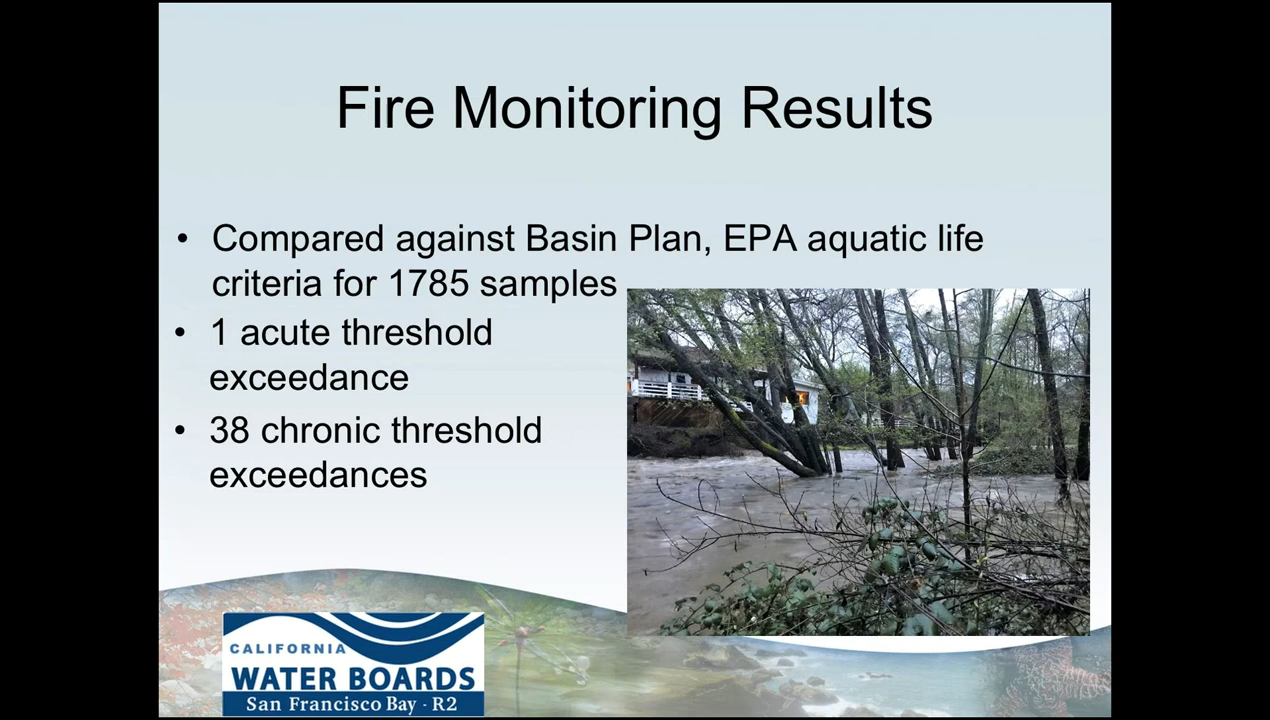 Fire Monitoring Results
• Compared against Basin Plan, EPA aquatic life
criteria for 1785 samples
• 1 acute threshold
exceedance
• 38 chronic threshold
exceedances
CALIFORNIA
WATER BOARDS
San Francisco Bay - R2